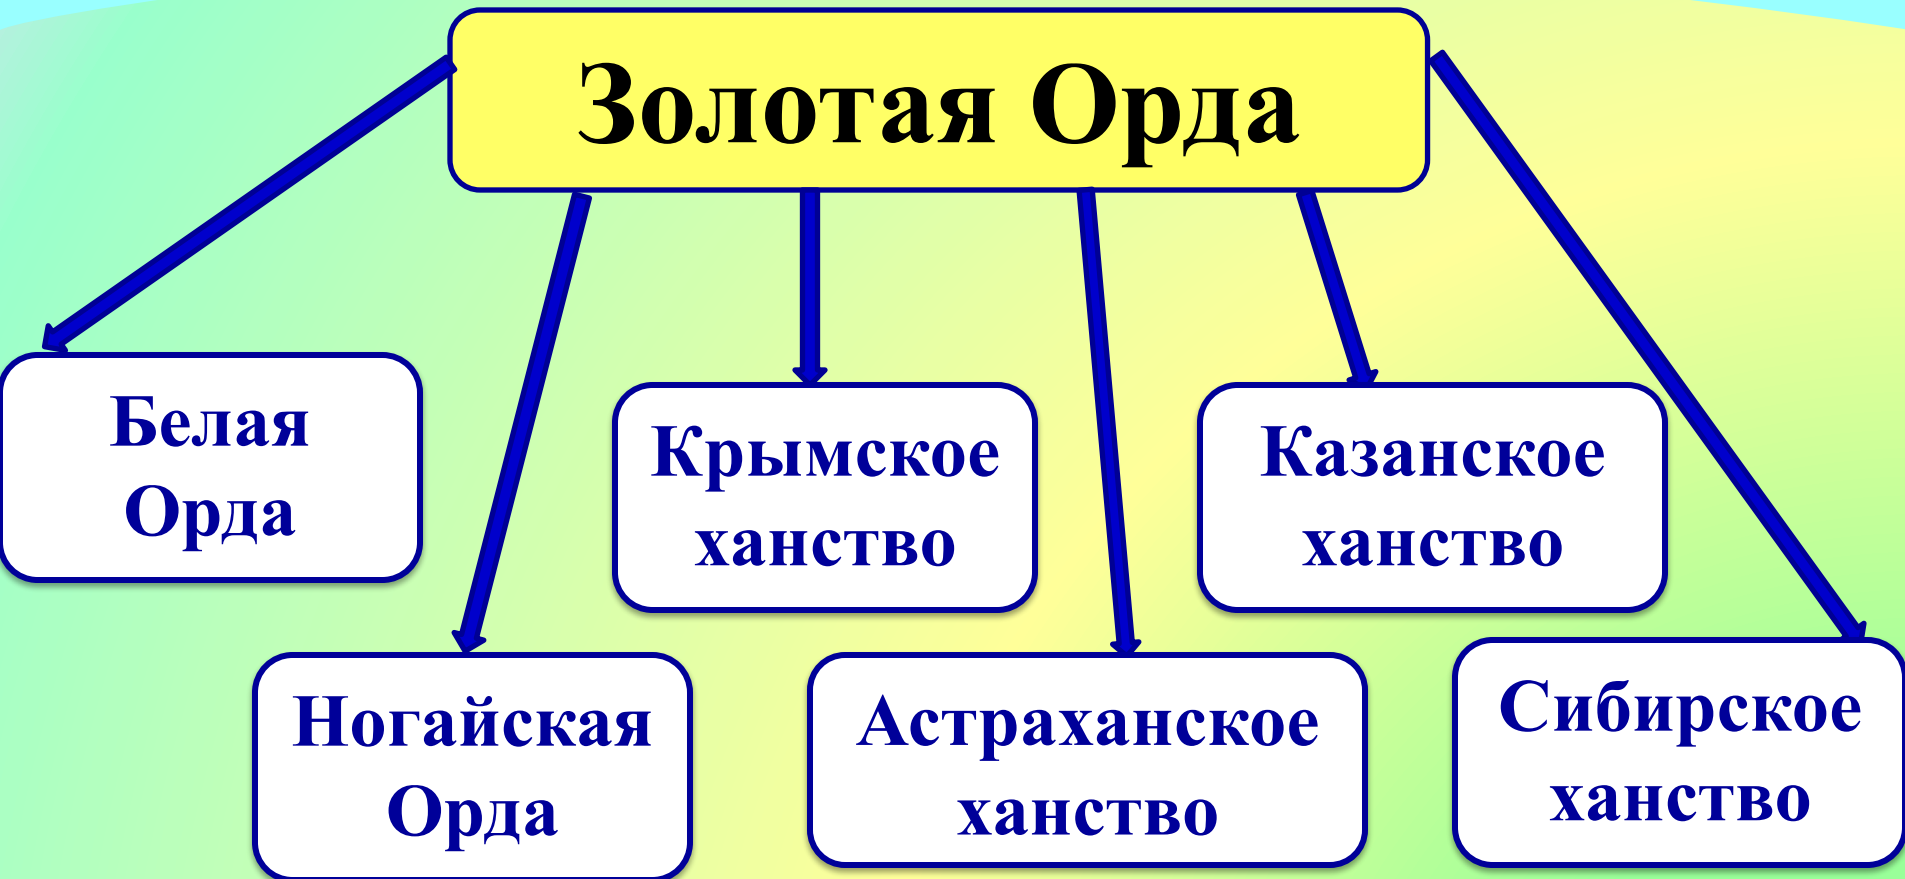 Золотая Орда
Белая
Орда
Крымское
ханство
Казанское
ханство
Ногайская
Орда
Астраханское
ханство
Сибирское
ханство